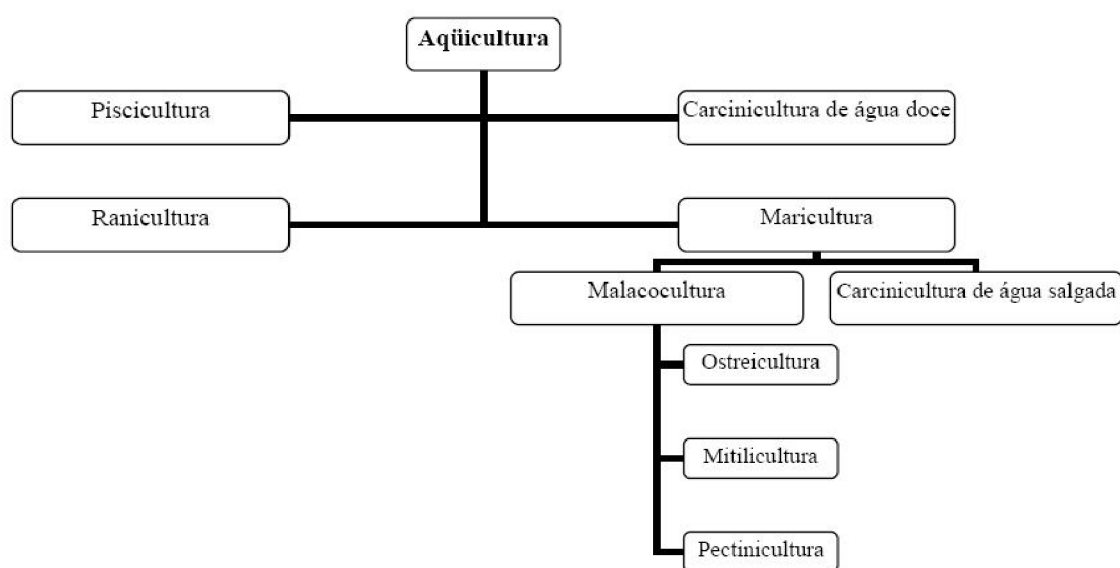 Aqüicultura
Piscicultura
Carcinicultura de água doce
Ranicultura
Maricultura
Malacocultura
Carcinicultura de água salgada
Ostreicultura
Mitilicultura
Pectinicultura